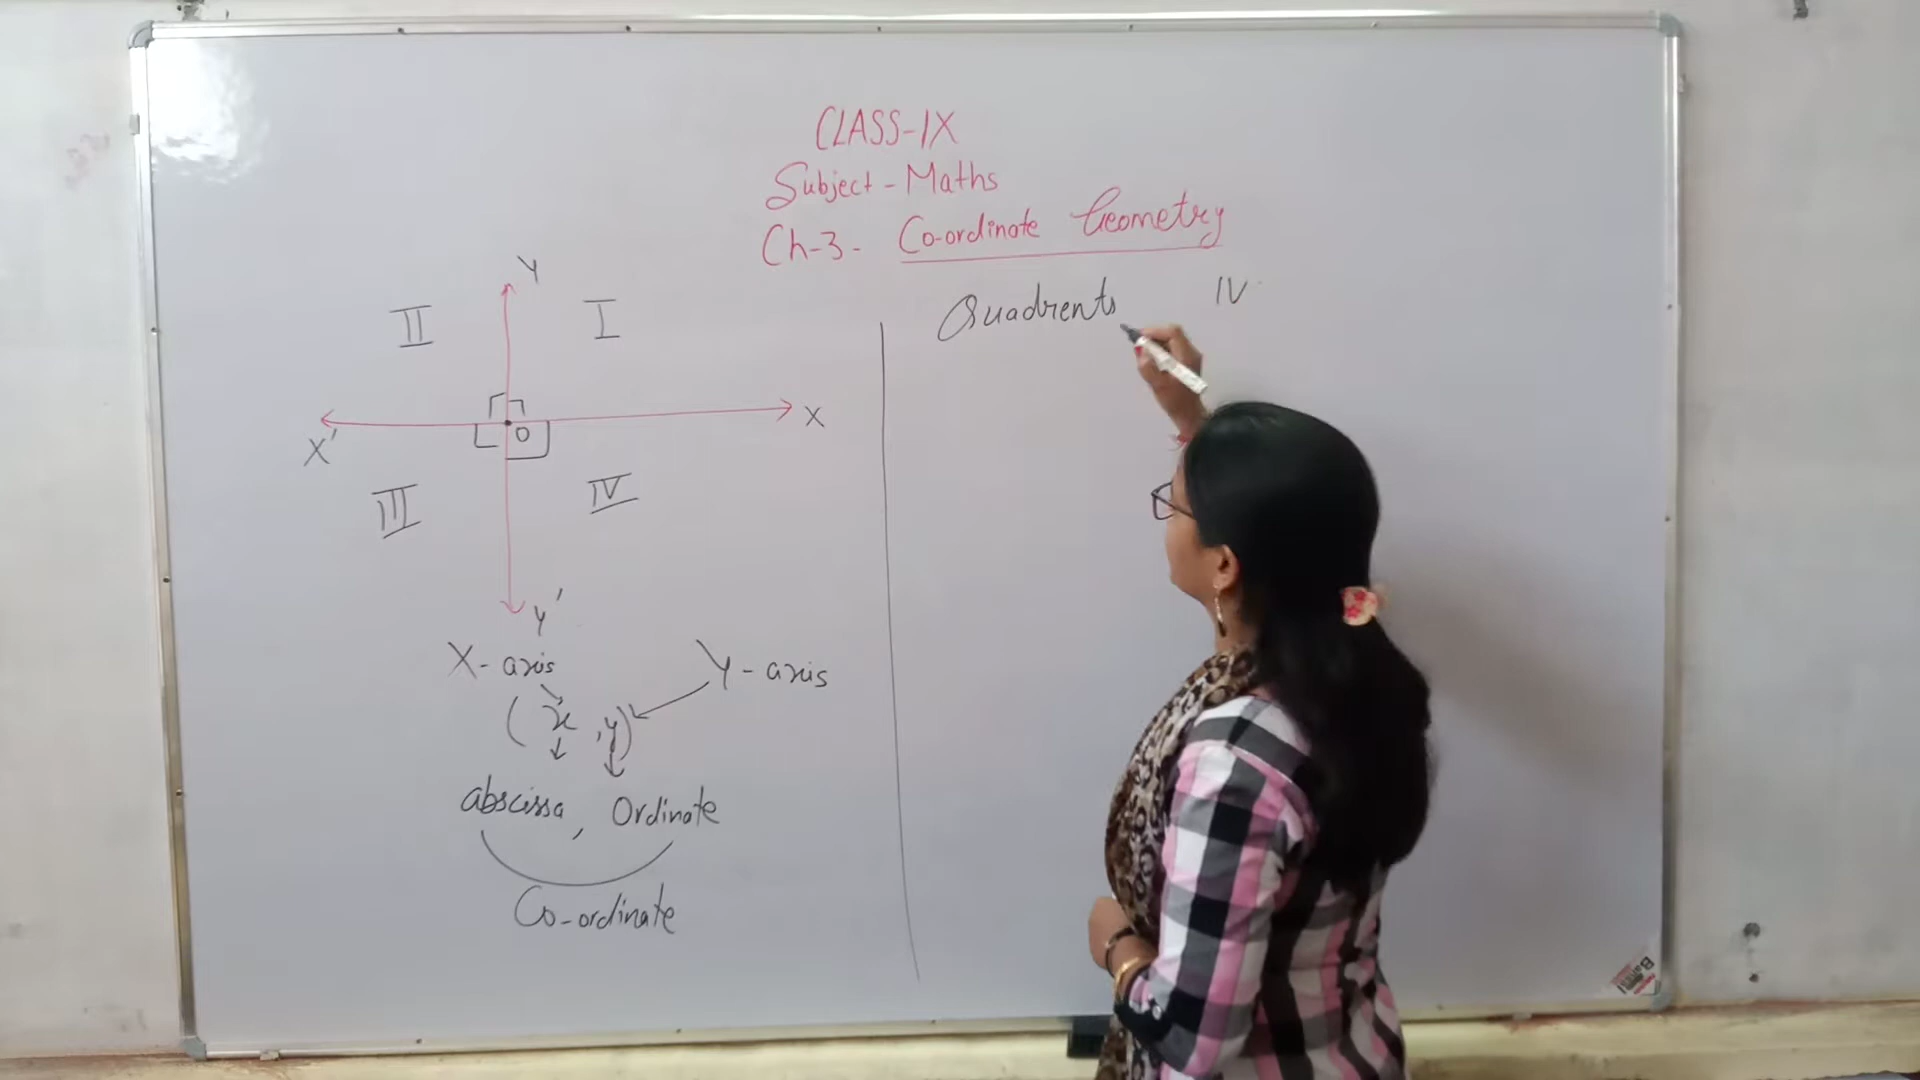 CLASS-IX
Subject - Maths
Ch-3- Co-ordinate Geometry
Y
II
I
X'
O
X
III
IV
Y'
X-axis
Y-axis
(x, y)
abscissa, Ordinate
Co-ordinate
Quadrents
IV